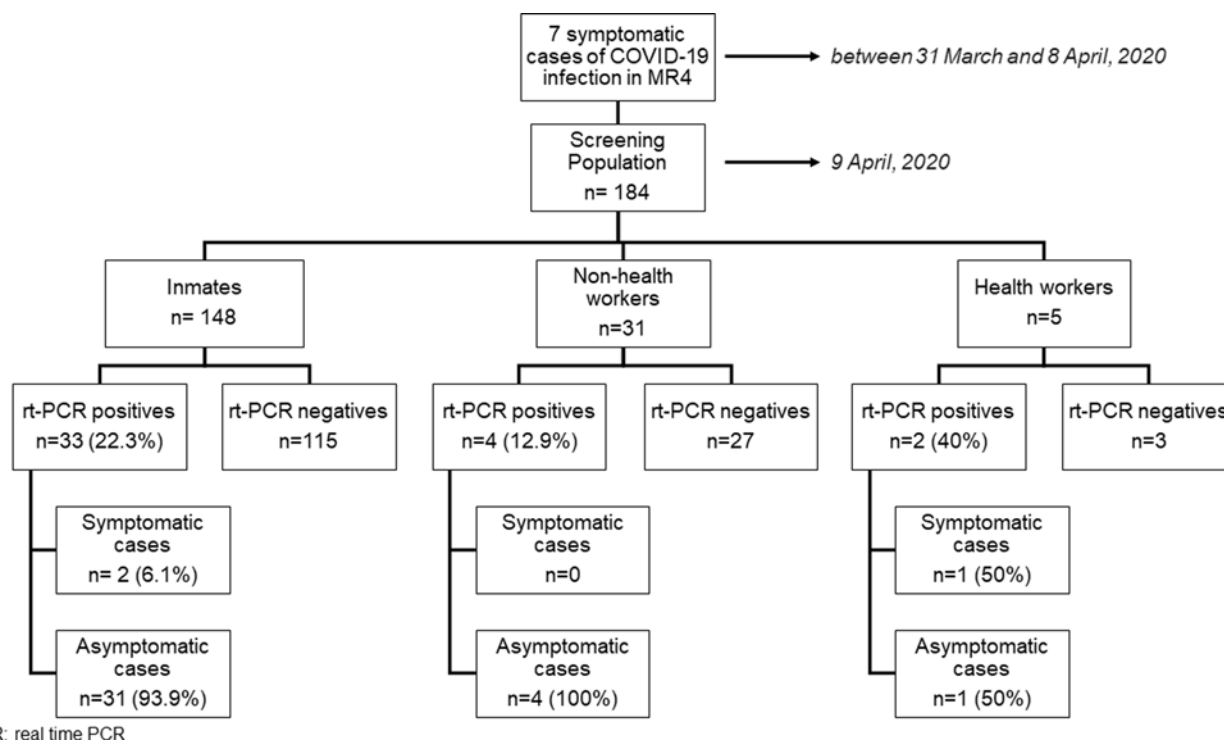 7 symptomatic
cases of COVID-19
infection in MR4
between 31 March and 8 April, 2020
Screening
Population
n= 184
9 April, 2020
Inmates
n= 148
Non-health
workers
n=31
Health workers
n=5
rt-PCR positives
n=33 (22.3%)
rt-PCR negatives
n=115
rt-PCR positives
n=4 (12.9%)
rt-PCR negatives
n=27
rt-PCR positives
n=2 (40%)
rt-PCR negatives
n=3
Symptomatic
cases
n= 2 (6.1%)
Symptomatic
cases
n=0
Symptomatic
cases
n=1 (50%)
Asymptomatic
cases
n=31 (93.9%)
Asymptomatic
cases
n=4 (100%)
Asymptomatic
cases
n=1 (50%)
R: real time PCR